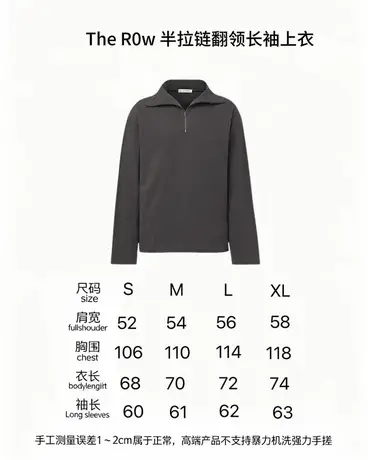 The R0w 半拉链翻领长袖上衣
尺码 S M L XL
size
肩宽 52 54 56 58
fullshouder
胸围 106 110 114 118
chest
衣长 68 70 72 74
bodylengirt
袖长 60 61 62 63
Long sleeves
手工测量误差1~2cm属于正常，高端产品不支持暴力机洗强力手搓